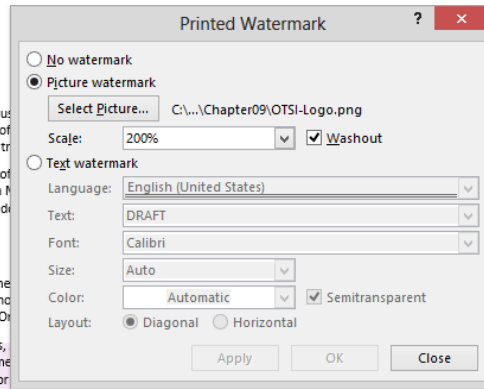 Printed Watermark ?
No watermark
Picture watermark
Select Picture... C:\...\Chapter09\OTSI-Logo.png
Scale: 200% Washout
Text watermark
Language: English (United States)
Text: DRAFT
Font: Calibri
Size: Auto
Color: Automatic Semitransparent
Layout: Diagonal Horizontal
Apply OK Close